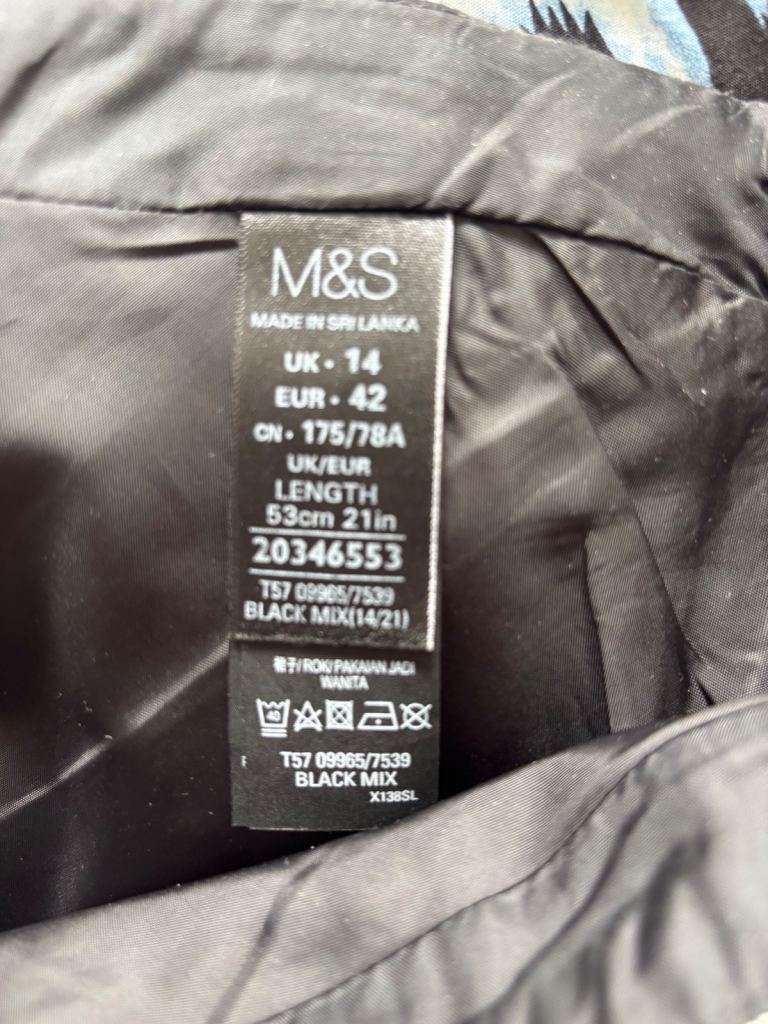 M&S
MADE IN SRI LANKA
UK · 14
EUR · 42
CN · 175/78A
UK/EUR
LENGTH
53cm 21in
20346553
T57 09965/7539
BLACK MIX(14/21)
裙子/ROK/PAKAIAN JADI
WANITA
40
T57 09965/7539
BLACK MIX
X138SL